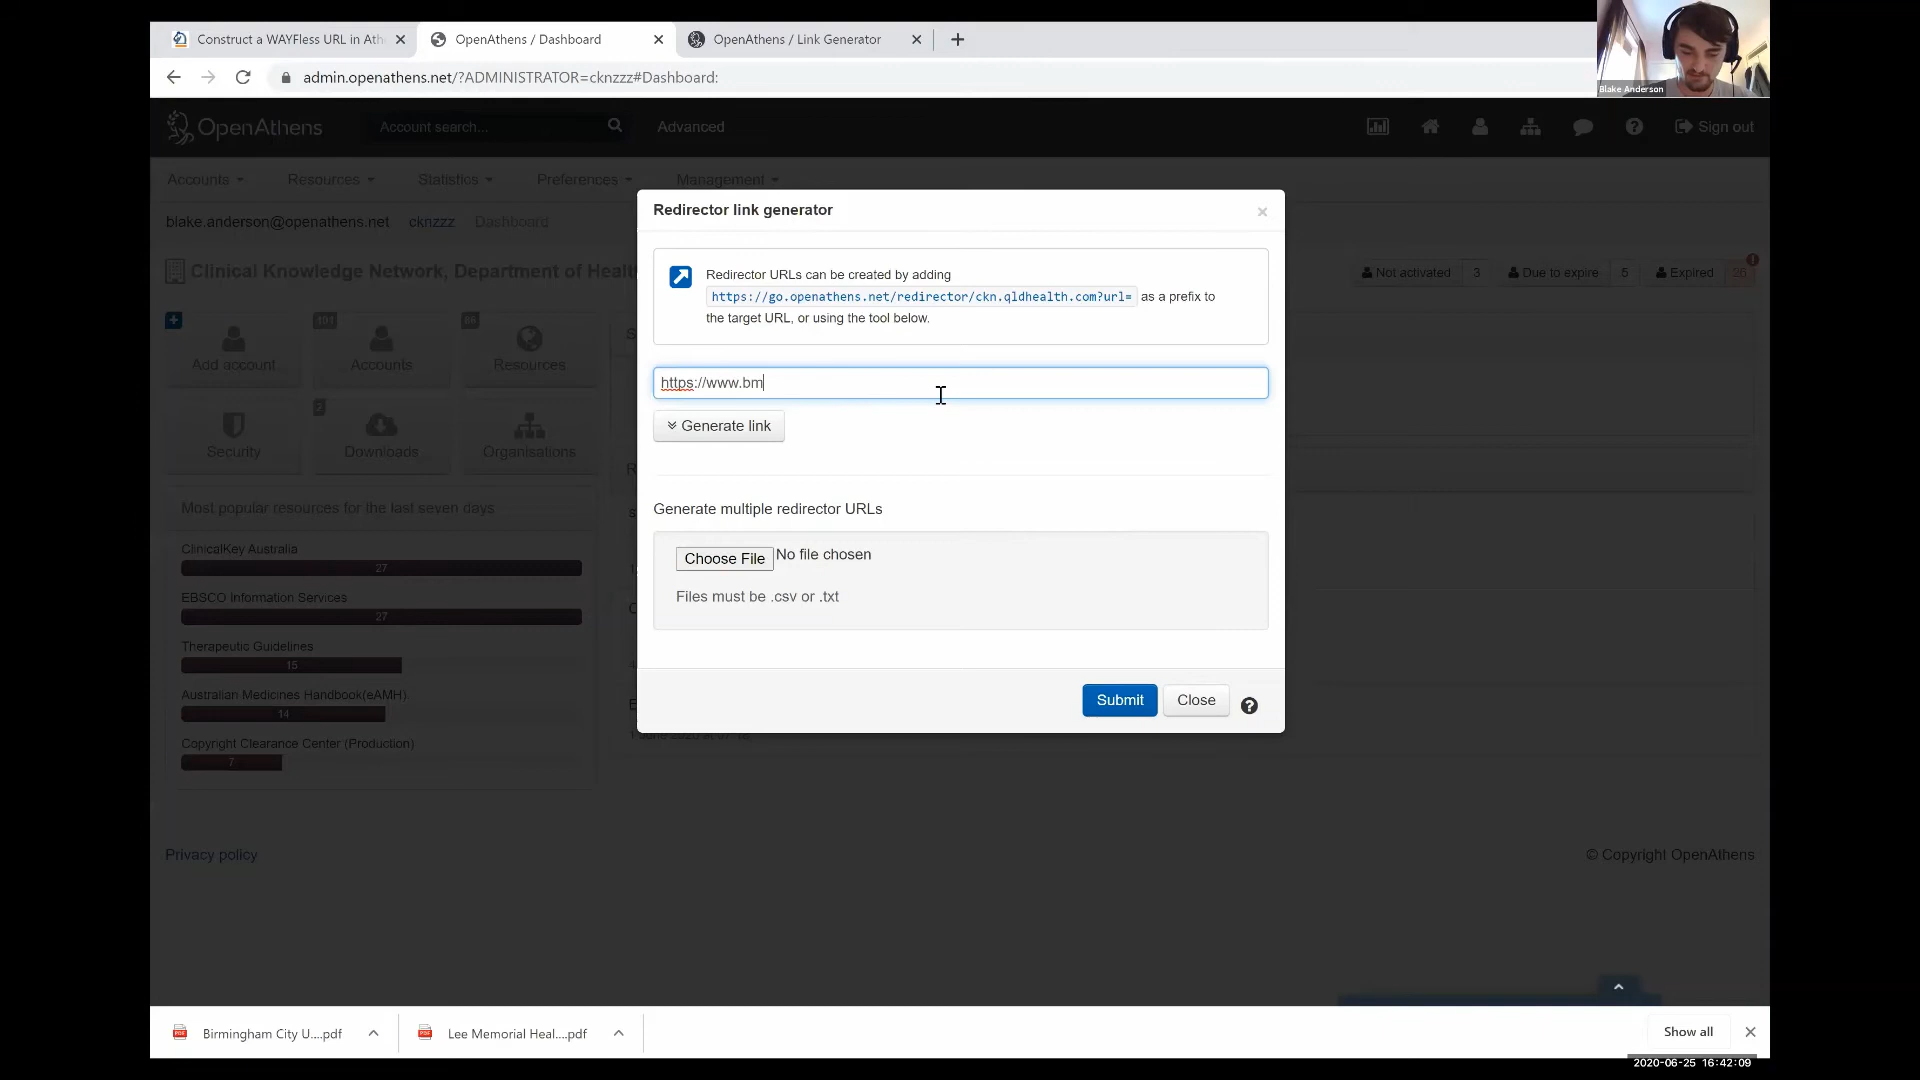 Construct a WAYFless URL in Ath
OpenAthens / Dashboard
OpenAthens / Link Generator
admin.openathens.net/?ADMINISTRATOR=cknzzz#Dashboard:
Blake Anderson
OpenAthens
Account search...
Advanced
Sign out
Accounts
Resources
Statistics
Preferences
Management
blake.anderson@openathens.net
cknzzz
Dashboard
Clinical Knowledge Network, Department of Healt
Not activated 3
Due to expire 5
Expired 26
Redirector link generator
Redirector URLs can be created by adding
https://go.openathens.net/redirector/ckn.qldhealth.com?url= as a prefix to
the target URL, or using the tool below.
https://www.bm
Generate link
Generate multiple redirector URLs
Choose File No file chosen
Files must be .csv or .txt
Submit
Close
Add account
101
Accounts
86
Resources
Security
2
Downloads
Organisations
Most popular resources for the last seven days
ClinicalKey Australia
27
EBSCO Information Services
27
Therapeutic Guidelines
15
Australian Medicines Handbook(eAMH)
14
Copyright Clearance Center (Production)
7
Privacy policy
© Copyright OpenAthens
Birmingham City U....pdf
Lee Memorial Heal....pdf
Show all
2020-06-25 16:42:09